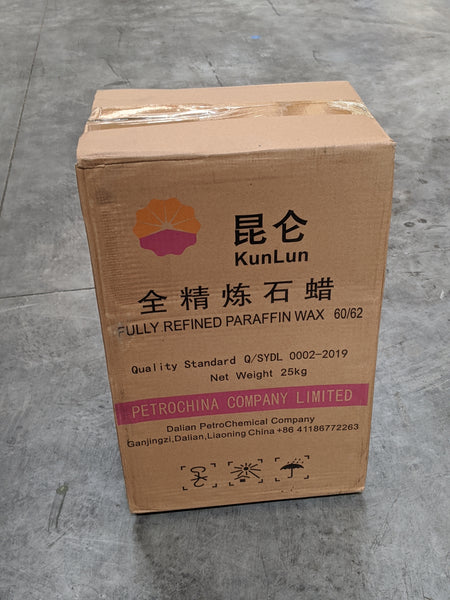 昆仑
KunLun
全精炼石蜡
FULLY REFINED PARAFFIN WAX 60/62
Quality Standard Q/SYDL 0002-2019
Net Weight 25kg
PETROCHINA COMPANY LIMITED
Dalian PetroChemical Company
Ganjingzi,Dalian,Liaoning China +86 41186772263